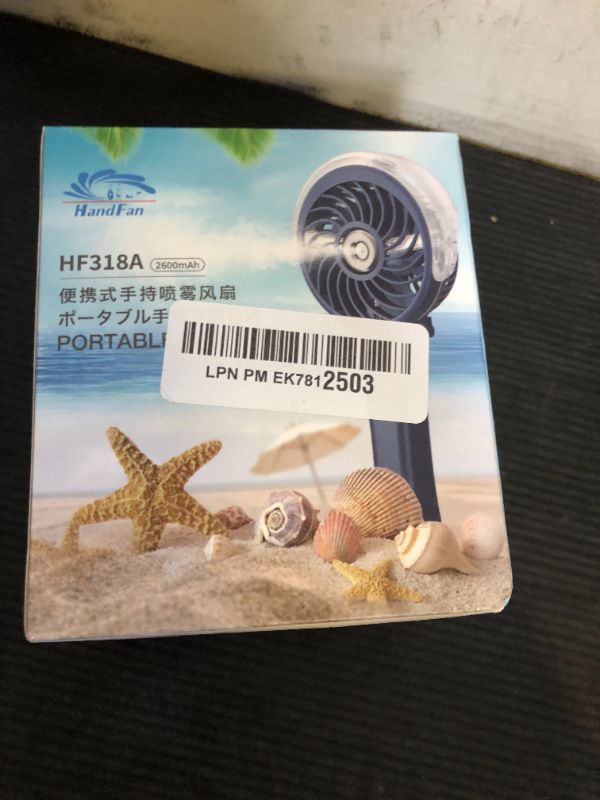 HandFan
HF318A 2600mAh
便携式手持喷雾风扇
ポータブル手
PORTABLE
LPN PM EK7812503